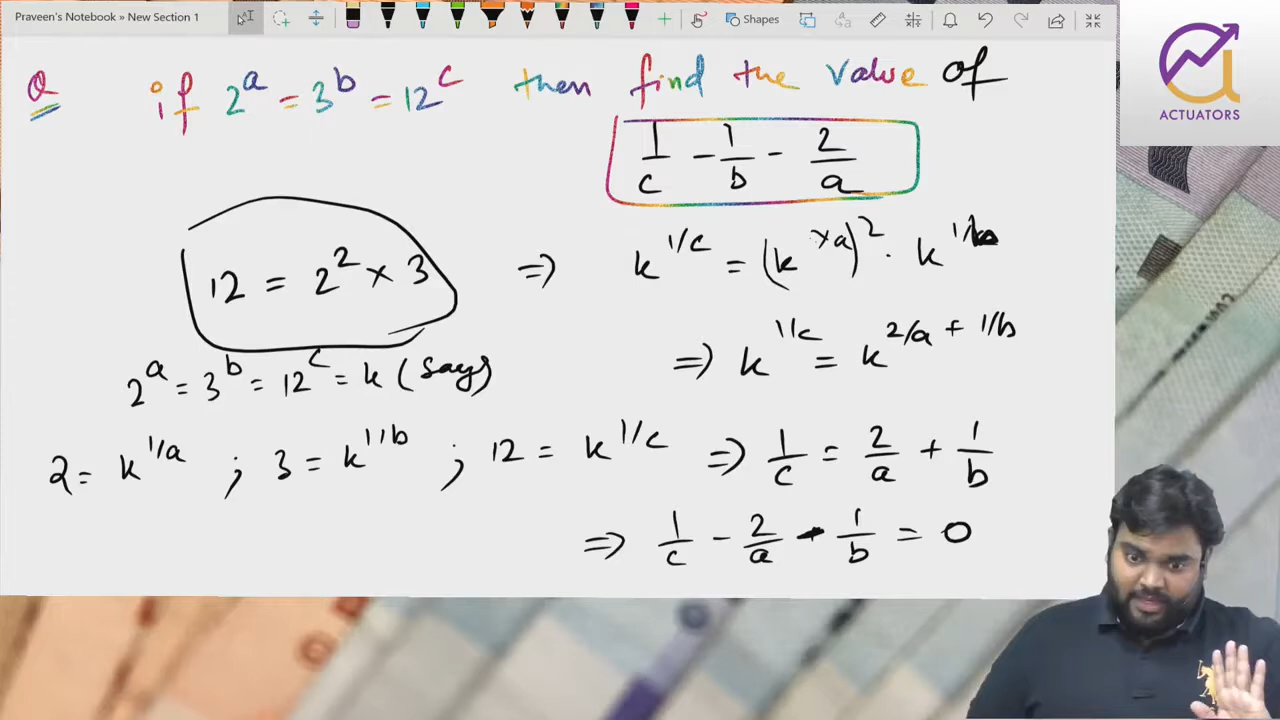 Praveen's Notebook » New Section 1
Shapes
ACTUATORS
Q if 2^a = 3^b = 12^c then find the value of
1/c - 1/b - 2/a
12 = 2^2 × 3
⇒ k^1/c = (k^1/a)^2 · k^1/b
⇒ k^1/c = k^2/a + 1/b
2^a = 3^b = 12^c = k (say)
2 = k^1/a ; 3 = k^1/b ; 12 = k^1/c
⇒ 1/c = 2/a + 1/b
⇒ 1/c - 2/a - 1/b = 0